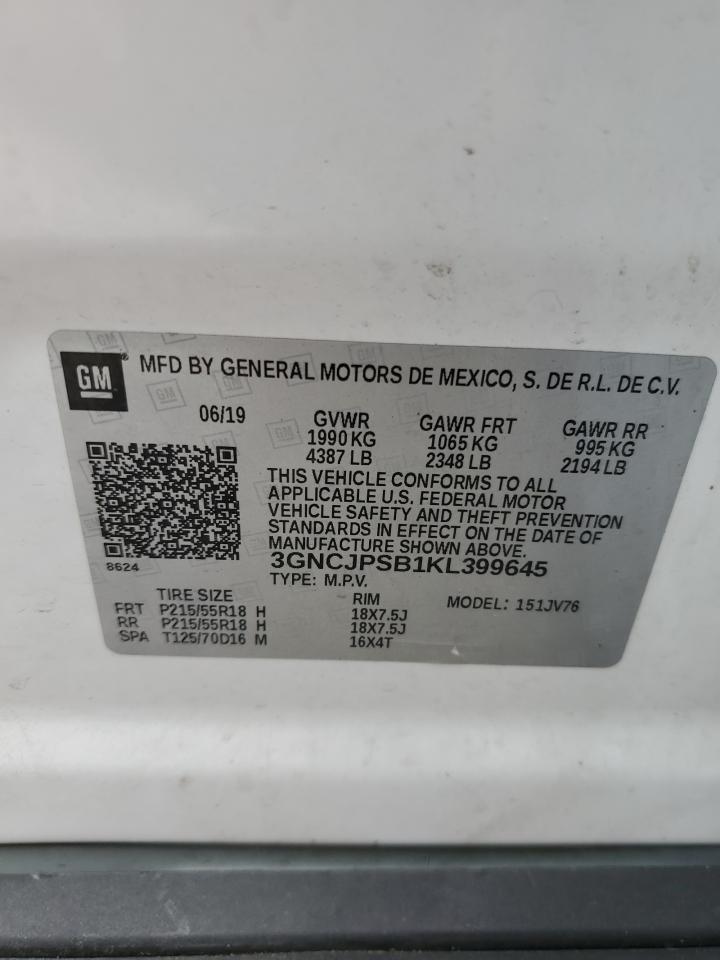 GM® MFD BY GENERAL MOTORS DE MEXICO, S. DE R.L. DE C.V.
06/19 GVWR GAWR FRT GAWR RR
1990 KG 1065 KG 995 KG
4387 LB 2348 LB 2194 LB
THIS VEHICLE CONFORMS TO ALL
APPLICABLE U.S. FEDERAL MOTOR
VEHICLE SAFETY AND THEFT PREVENTION
STANDARDS IN EFFECT ON THE DATE OF
MANUFACTURE SHOWN ABOVE.
8624 3GNCJPSB1KL399645
TYPE: M.P.V.
TIRE SIZE RIM MODEL: 151JV76
FRT P215/55R18 H 18X7.5J
RR P215/55R18 H 18X7.5J
SPA T125/70D16 M 16X4T